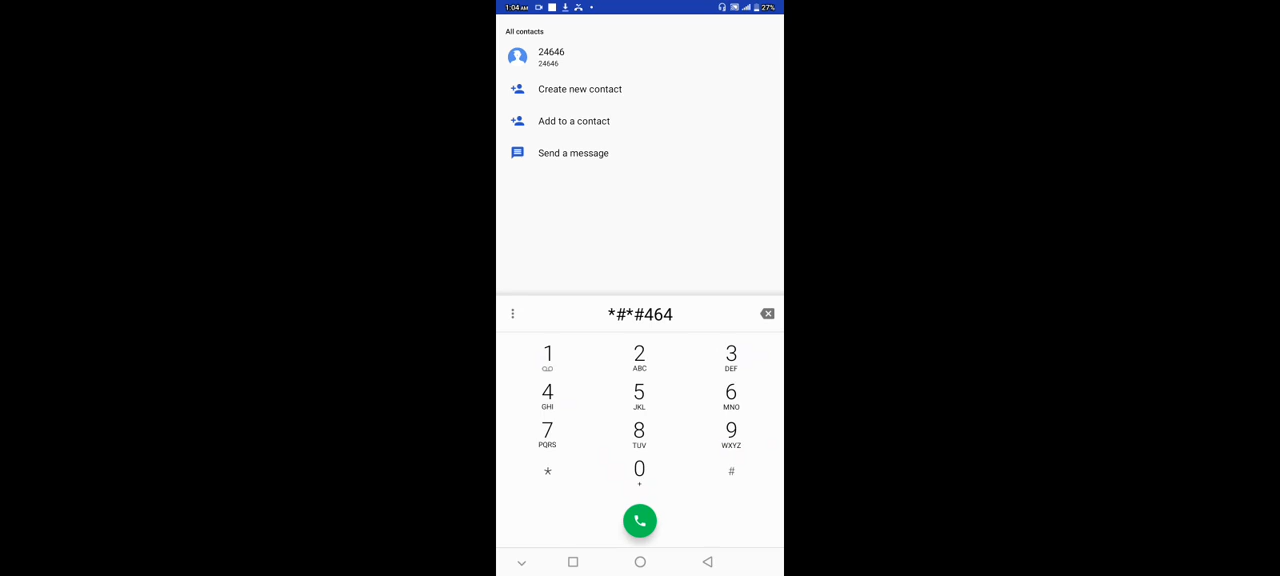 1:04 AM
27%
All contacts
24646
24646
Create new contact
Add to a contact
Send a message
*#*#464
1 2 3
ABC DEF
4 5 6
GHI JKL MNO
7 8 9
PQRS TUV WXYZ
* 0 #
+